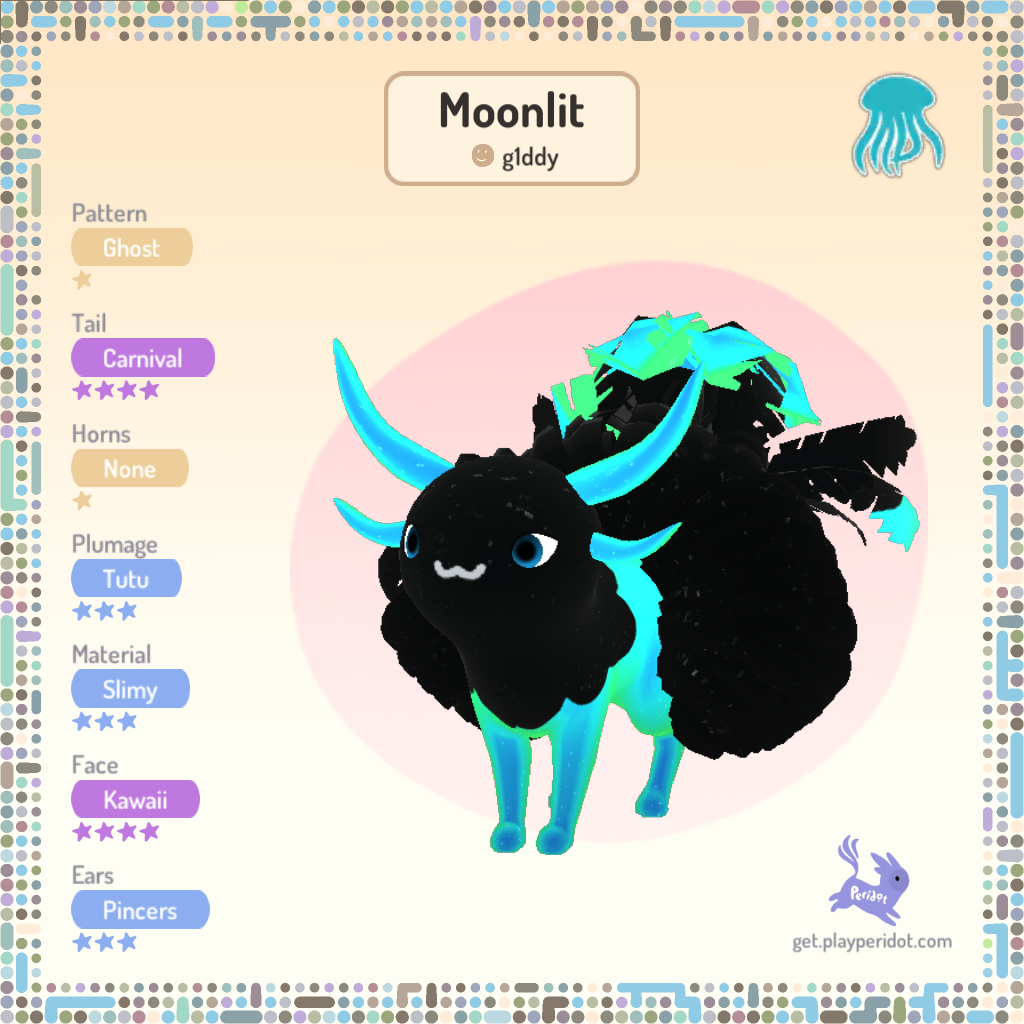 Moonlit
g1ddy
Pattern
Ghost
Tail
Carnival
Horns
None
Plumage
Tutu
Material
Slimy
Face
Kawaii
Ears
Pincers
Peridot
get.playperidot.com